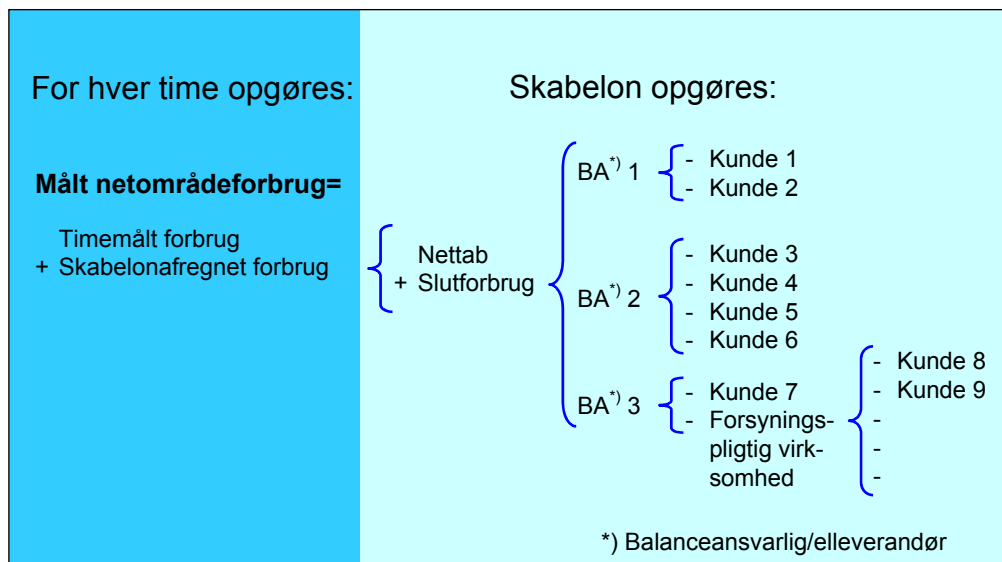 For hver time opgøres:
Målt netområdeforbrug=
Timemålt forbrug
+ Skabelonafregnet forbrug
Skabelon opgøres:
Nettab
+ Slutforbrug
BA*) 1
- Kunde 1
- Kunde 2
BA*) 2
- Kunde 3
- Kunde 4
- Kunde 5
- Kunde 6
BA*) 3
- Kunde 7
- Forsynings-
pligtig virk-
somhed
- Kunde 8
- Kunde 9
-
-
-
*) Balanceansvarlig/elleverandør